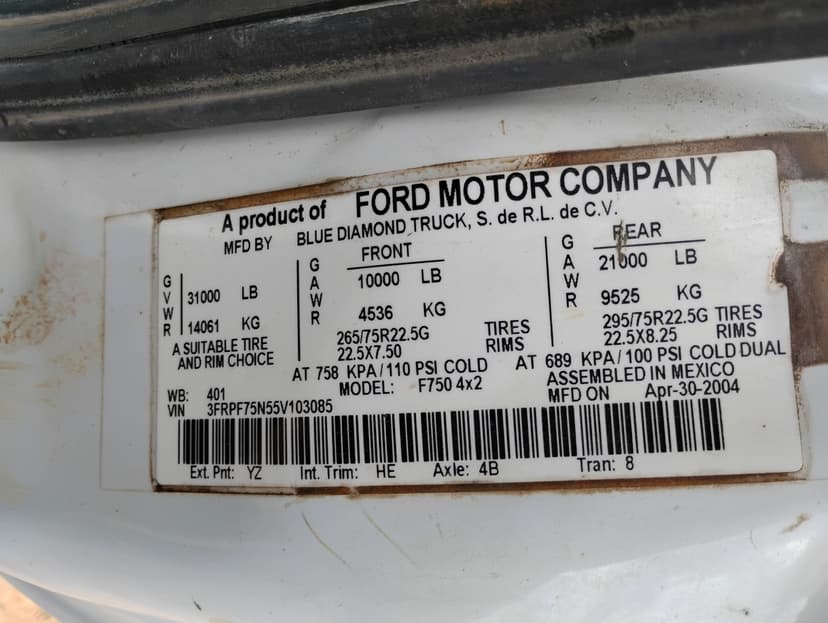 A product of FORD MOTOR COMPANY
MFD BY BLUE DIAMOND TRUCK, S. de R.L. de C.V.
FRONT REAR
GVWR 31000 LB GAWR 10000 LB GAWR 21000 LB
14061 KG 4536 KG 9525 KG
A SUITABLE TIRE 265/75R22.5G TIRES 295/75R22.5G TIRES
AND RIM CHOICE 22.5X7.50 RIMS 22.5X8.25 RIMS
AT 758 KPA/110 PSI COLD AT 689 KPA/100 PSI COLD DUAL
WB: 401 MODEL: F750 4x2 ASSEMBLED IN MEXICO
VIN 3FRPF75N55V103085 MFD ON Apr-30-2004
Ext. Pnt: YZ Int. Trim: HE Axle: 4B Tran: 8